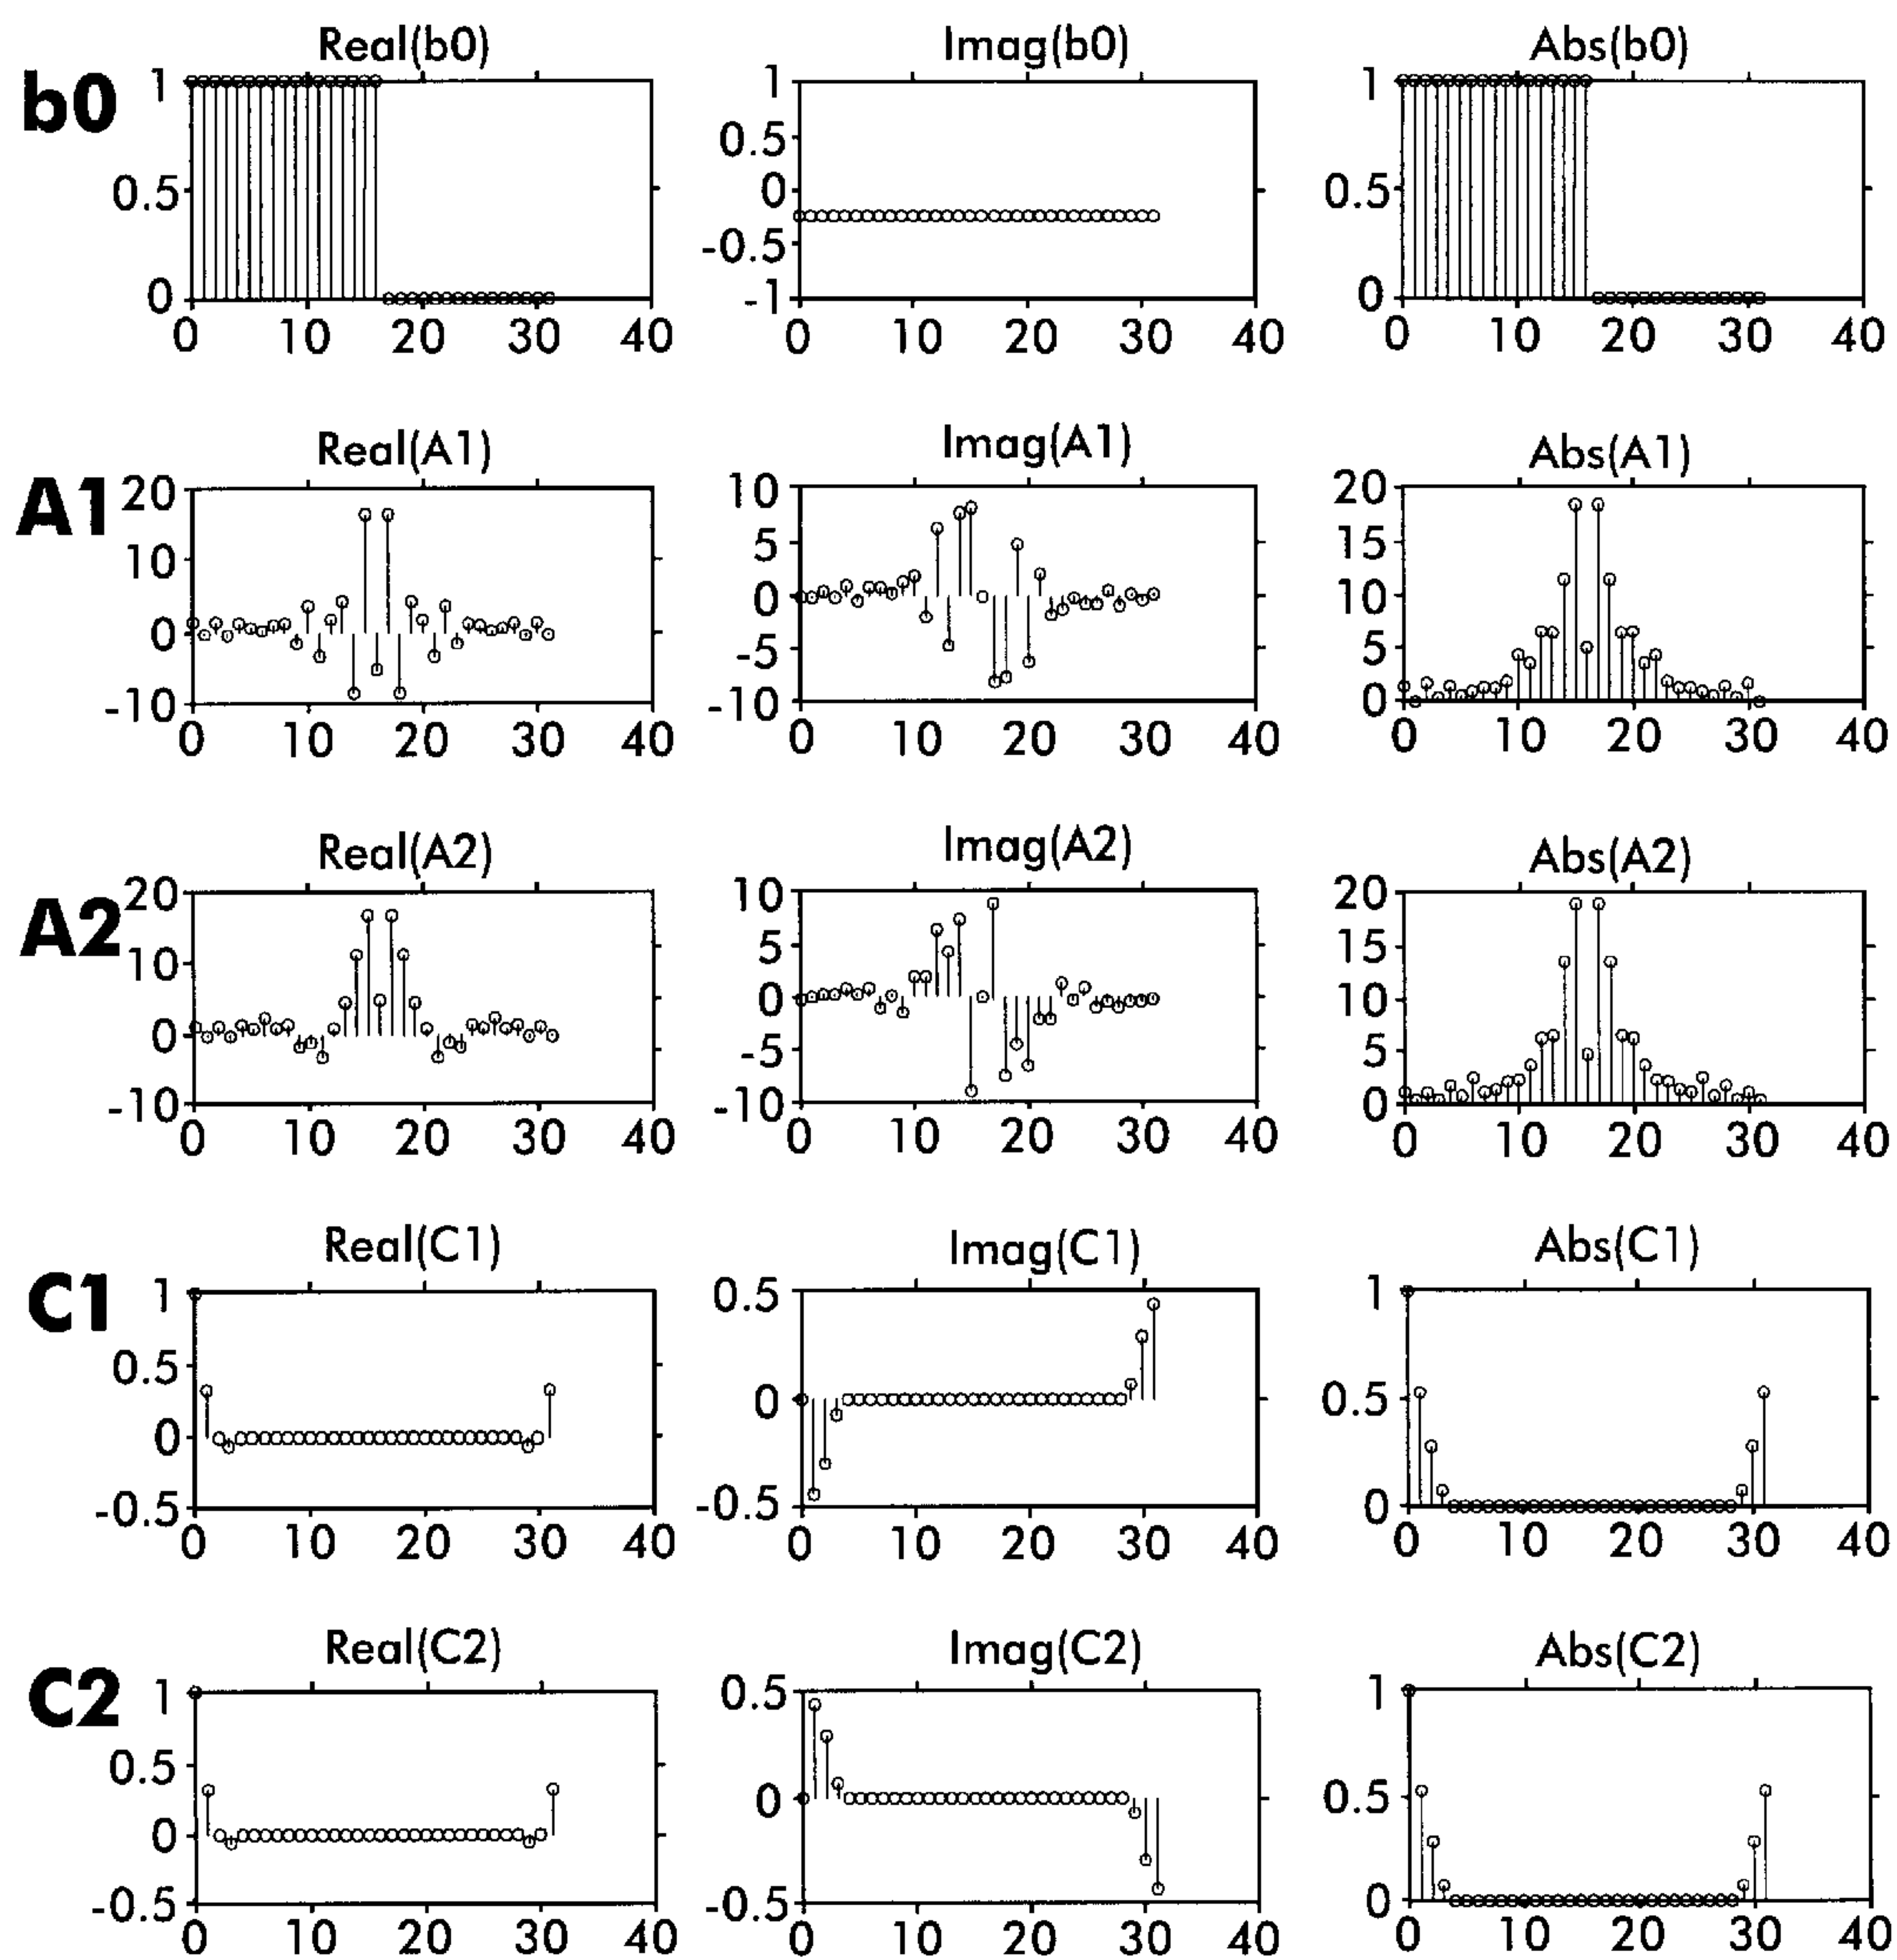 Real(b0) Imag(b0) Abs(b0)
b0
1 1 1
0.5 0.5 0.5
0 0 0
-0.5
-1
0 10 20 30 40 0 10 20 30 40 0 10 20 30 40
Real(A1) Imag(A1) Abs(A1)
A1
20 10 20
10 5 15
0 0 10
-10 -5 5
-10 0
0 10 20 30 40 0 10 20 30 40 0 10 20 30 40
Real(A2) Imag(A2) Abs(A2)
A2
20 10 20
10 5 15
0 0 10
-10 -5 5
-10 0
0 10 20 30 40 0 10 20 30 40 0 10 20 30 40
Real(C1) Imag(C1) Abs(C1)
C1
1 0.5 1
0.5 0 0.5
0 -0.5 0
-0.5
0 10 20 30 40 0 10 20 30 40 0 10 20 30 40
Real(C2) Imag(C2) Abs(C2)
C2
1 0.5 1
0.5 0 0.5
0 -0.5 0
-0.5
0 10 20 30 40 0 10 20 30 40 0 10 20 30 40